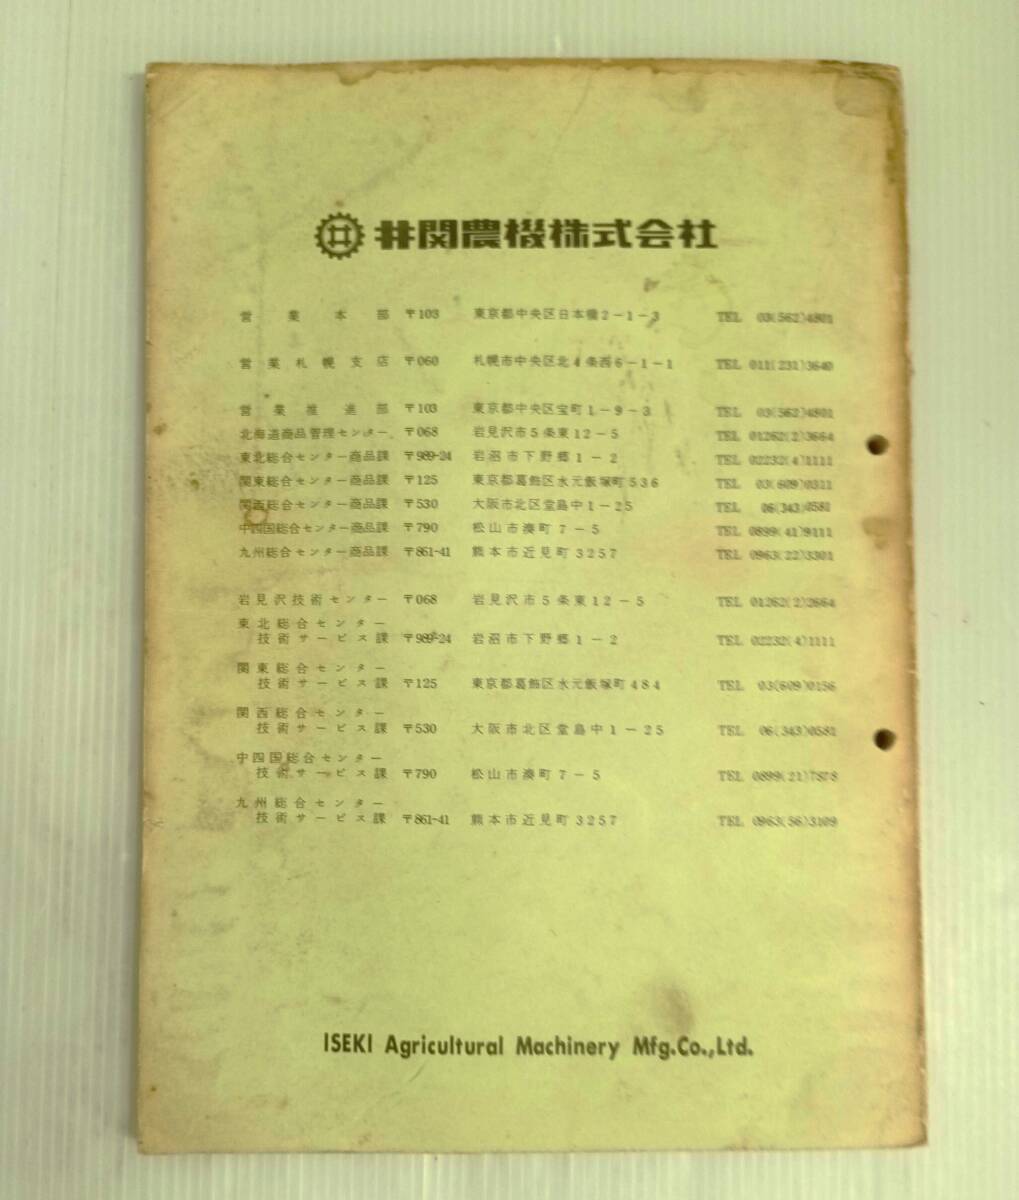 井関農機株式会社
営業本部 〒103 東京都中央区日本橋2-1-3 TEL 03(562)4801
営業札幌支店 〒060 札幌市中央区北4条西6-1-1 TEL 011(231)3640
営業推進部 〒103 東京都中央区宝町1-9-3 TEL 03(562)4801
北海道商品管理センター 〒068 岩見沢市5条東12-5 TEL 01262(2)3664
東北総合センター商品課 〒989-24 岩沼市下野郷1-2 TEL 02232(4)1111
関東総合センター商品課 〒125 東京都葛飾区水元飯塚町536 TEL 03(609)0311
関西総合センター商品課 〒530 大阪市北区堂島中1-25 TEL 06(343)0581
中四国総合センター商品課 〒790 松山市湊町7-5 TEL 0899(41)9111
九州総合センター商品課 〒861-41 熊本市近見町3257 TEL 0963(22)3301
岩見沢技術センター 〒068 岩見沢市5条東12-5 TEL 01262(2)2664
東北総合センター
技術サービス課 〒989-24 岩沼市下野郷1-2 TEL 02232(4)1111
関東総合センター
技術サービス課 〒125 東京都葛飾区水元飯塚町484 TEL 03(609)0156
関西総合センター
技術サービス課 〒530 大阪市北区堂島中1-25 TEL 06(343)0581
中四国総合センター
技術サービス課 〒790 松山市湊町7-5 TEL 0899(21)7878
九州総合センター
技術サービス課 〒861-41 熊本市近見町3257 TEL 0963(56)3109
ISEKI Agricultural Machinery Mfg.Co.,Ltd.